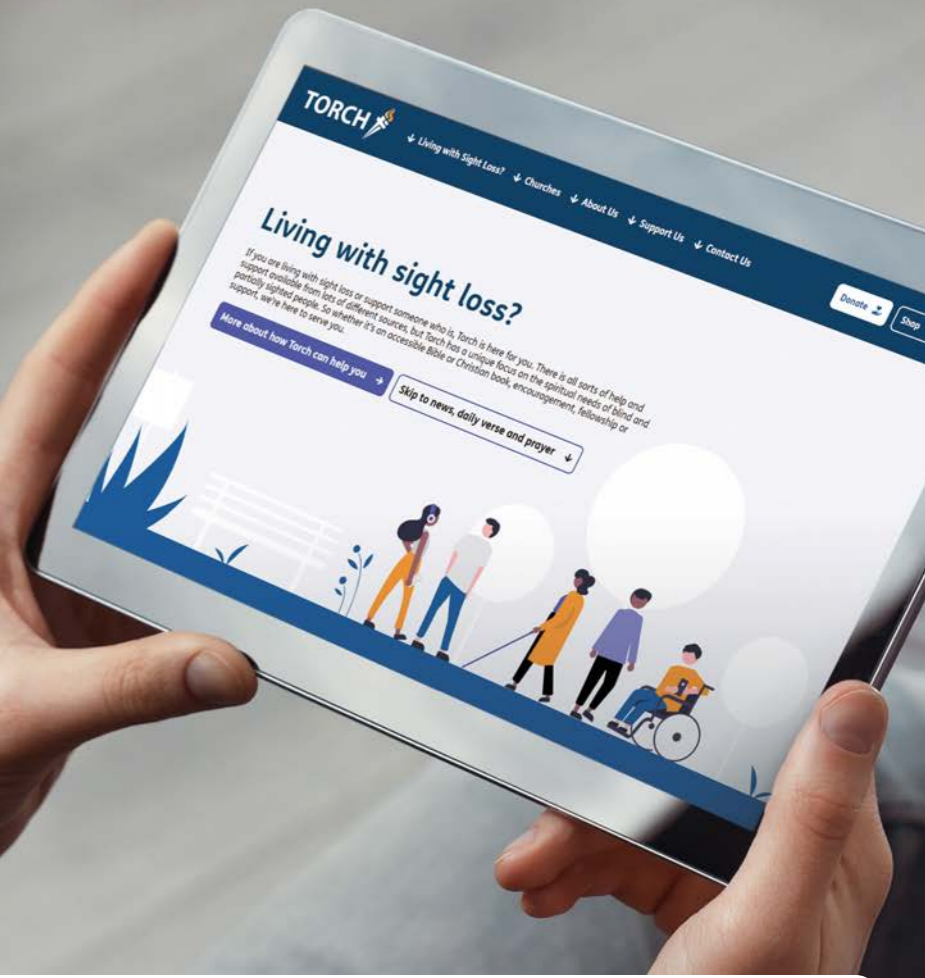 TORCH
↓ Living with Sight Loss? ↓ Churches ↓ About Us ↓ Support Us ↓ Contact Us
Donate
Shop
Living with sight loss?
If you are living with sight loss or support someone who is, Torch is here for you. There is all sorts of help and
support available from lots of different sources, but Torch has a unique focus on the spiritual needs of blind and
partially sighted people. So whether it's an accessible Bible or Christian book, encouragement, fellowship or
support, we're here to serve you.
More about how Torch can help you →
Skip to news, daily verse and prayer ↓